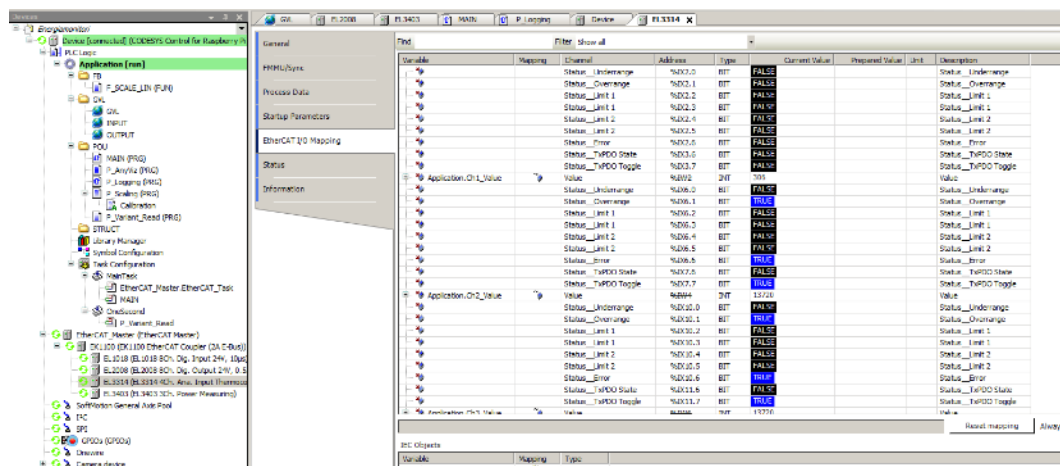 Devices
Energiemonitori
Device [connected] (CODESYS Control for Raspberry Pi
PLC Logic
Application [run]
FB
F_SCALE_LIN (FUN)
GVL
GVL
INPUT
OUTPUT
POU
MAIN (PRG)
P_AnyViz (PRG)
P_Logging (PRG)
P_Scaling (PRG)
Calibration
P_Variant_Read (PRG)
STRUCT
Library Manager
Symbol Configuration
Task Configuration
MainTask
EtherCAT_Master.EtherCAT_Task
MAIN
OneSecond
P_Variant_Read
EtherCAT_Master (EtherCAT Master)
EK1100 (EK1100 EtherCAT Coupler (2A E-Bus))
EL1018 (EL1018 8Ch. Dig. Input 24V, 10µs)
EL2008 (EL2008 8Ch. Dig. Output 24V, 0.5
EL3314 (EL3314 4Ch. Ana. Input Thermoco
EL3403 (EL3403 3Ch. Power Measuring)
SoftMotion General Axis Pool
I²C
SPI
GPIOs (GPIOs)
Onewire
Camera device
GVL EL2008 EL3403 MAIN P_Logging Device EL3314
General
FMMU/Sync
Process Data
Startup Parameters
EtherCAT I/O Mapping
Status
Information
Find Filter Show all
Variable Mapping Channel Address Type Current Value Prepared Value Unit Description
Status__Underrange %IX2.0 BIT FALSE Status__Underrange
Status__Overrange %IX2.1 BIT FALSE Status__Overrange
Status__Limit 1 %IX2.2 BIT FALSE Status__Limit 1
Status__Limit 1 %IX2.3 BIT FALSE Status__Limit 1
Status__Limit 2 %IX2.4 BIT FALSE Status__Limit 2
Status__Limit 2 %IX2.5 BIT FALSE Status__Limit 2
Status__Error %IX2.6 BIT FALSE Status__Error
Status__TxPDO State %IX3.6 BIT FALSE Status__TxPDO State
Status__TxPDO Toggle %IX3.7 BIT FALSE Status__TxPDO Toggle
Application.Ch1_Value Value %IW2 INT Value
Status__Underrange %IX6.0 BIT FALSE Status__Underrange
Status__Overrange %IX6.1 BIT TRUE Status__Overrange
Status__Limit 1 %IX6.2 BIT FALSE Status__Limit 1
Status__Limit 1 %IX6.3 BIT FALSE Status__Limit 1
Status__Limit 2 %IX6.4 BIT FALSE Status__Limit 2
Status__Limit 2 %IX6.5 BIT FALSE Status__Limit 2
Status__Error %IX6.6 BIT TRUE Status__Error
Status__TxPDO State %IX7.6 BIT FALSE Status__TxPDO State
Status__TxPDO Toggle %IX7.7 BIT TRUE Status__TxPDO Toggle
Application.Ch2_Value Value %IW4 INT 13720 Value
Status__Underrange %IX10.0 BIT FALSE Status__Underrange
Status__Overrange %IX10.1 BIT TRUE Status__Overrange
Status__Limit 1 %IX10.2 BIT FALSE Status__Limit 1
Status__Limit 1 %IX10.3 BIT FALSE Status__Limit 1
Status__Limit 2 %IX10.4 BIT FALSE Status__Limit 2
Status__Limit 2 %IX10.5 BIT FALSE Status__Limit 2
Status__Error %IX10.6 BIT TRUE Status__Error
Status__TxPDO State %IX11.6 BIT FALSE Status__TxPDO State
Status__TxPDO Toggle %IX11.7 BIT TRUE Status__TxPDO Toggle
Application.Ch3_Value Value INT 13720 Value
Reset mapping Alway
IEC Objects
Variable Mapping Type